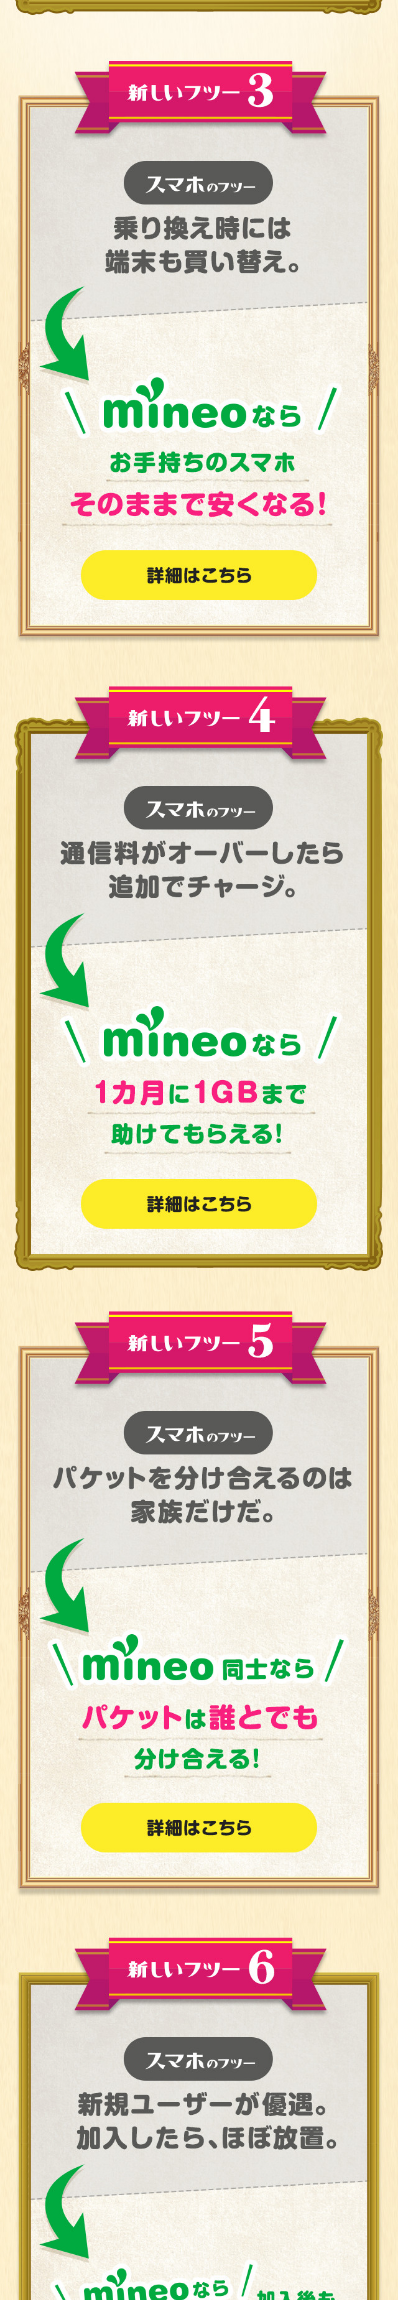 新しいフツー 3
スマホのフツー
乗り換え時には
端末も買い替え。
mineoなら
お手持ちのスマホ
そのままで安くなる!
詳細はこちら
新しいフツー 4
スマホのフツー
通信料がオーバーしたら
追加でチャージ。
mineoなら
1カ月に1GBまで
助けてもらえる!
詳細はこちら
新しいフツー 5
スマホのフツー
パケットを分け合えるのは
家族だけだ。
mineo同士なら
パケットは誰とでも
分け合える!
詳細はこちら
新しいフツー 6
スマホのフツー
新規ユーザーが優遇。
加入したら、ほぼ放置。
mineoなら 加入後も